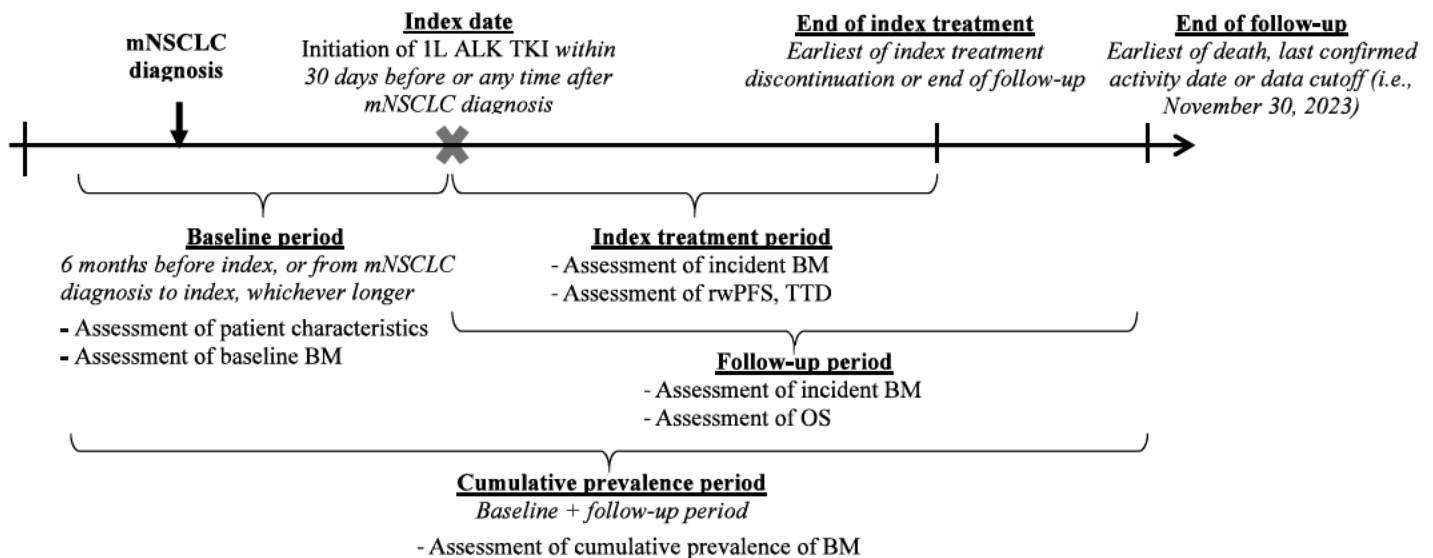 mNSCLC
diagnosis
Index date
Initiation of 1L ALK TKI within
30 days before or any time after
mNSCLC diagnosis
End of index treatment
Earliest of index treatment
discontinuation or end of follow-up
End of follow-up
Earliest of death, last confirmed
activity date or data cutoff (i.e.,
November 30, 2023)
Baseline period
6 months before index, or from mNSCLC
diagnosis to index, whichever longer
- Assessment of patient characteristics
- Assessment of baseline BM
Index treatment period
- Assessment of incident BM
- Assessment of rwPFS, TTD
Follow-up period
- Assessment of incident BM
- Assessment of OS
Cumulative prevalence period
Baseline + follow-up period
- Assessment of cumulative prevalence of BM